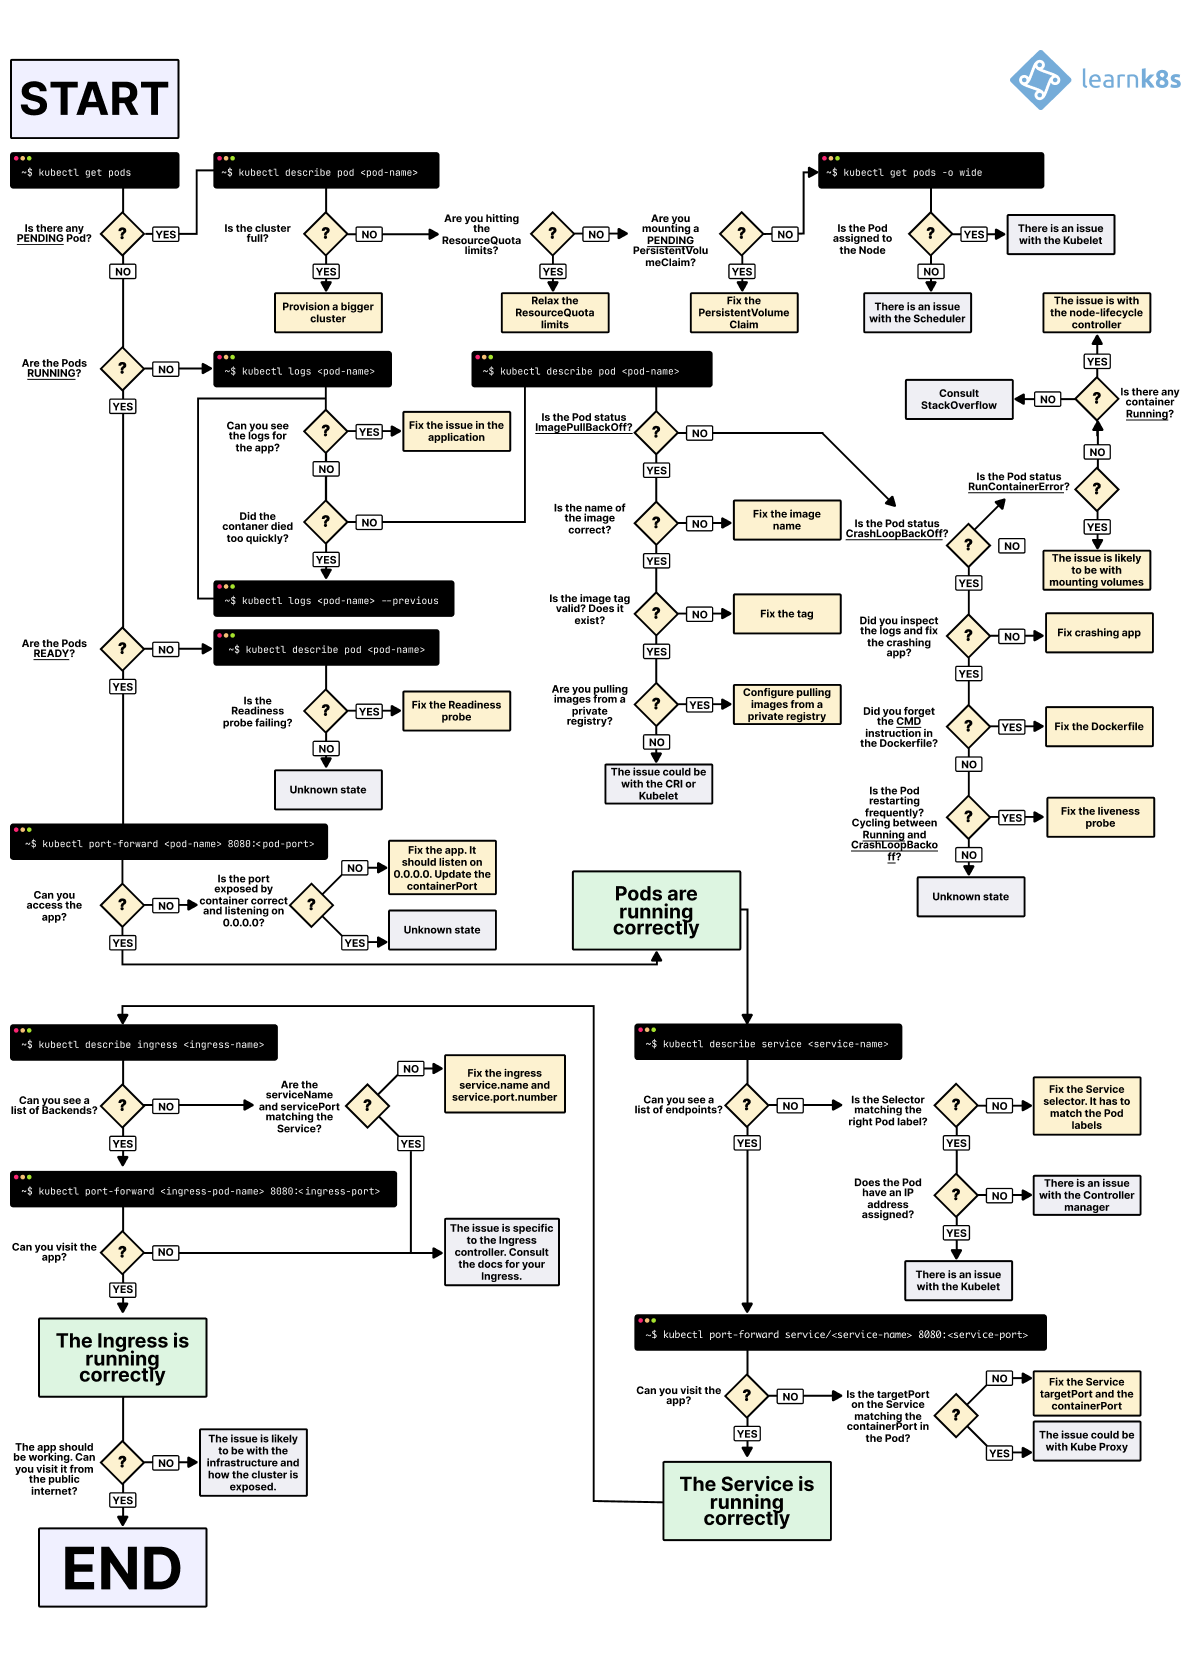 learnk8s
START
~$ kubectl get pods
~$ kubectl describe pod <pod-name>
~$ kubectl get pods -o wide
Is there any
PENDING Pod?
?
YES
NO
Is the cluster
full?
?
NO
YES
Provision a bigger
cluster
Are you hitting
the
ResourceQuota
limits?
?
NO
YES
Relax the
ResourceQuota
limits
Are you
mounting a
PENDING
PersistentVolu
meClaim?
?
NO
YES
Fix the
PersistentVolume
Claim
Is the Pod
assigned to
the Node
?
YES
There is an issue
with the Kubelet
NO
There is an issue
with the Scheduler
The issue is with
the node-lifecycle
controller
YES
Is there any
container
Running?
?
NO
Consult
StackOverflow
NO
Are the Pods
RUNNING?
?
NO
YES
~$ kubectl logs <pod-name>
Can you see
the logs for
the app?
?
YES
Fix the issue in the
application
NO
Did the
contaner died
too quickly?
?
NO
YES
~$ kubectl logs <pod-name> --previous
~$ kubectl describe pod <pod-name>
Is the Pod status
ImagePullBackOff?
?
NO
YES
Is the name of
the image
correct?
?
NO
Fix the image
name
YES
Is the image tag
valid? Does it
exist?
?
NO
Fix the tag
YES
Are you pulling
images from a
private
registry?
?
YES
Configure pulling
images from a
private registry
NO
The issue could be
with the CRI or
Kubelet
Is the Pod status
RunContainerError?
?
YES
The issue is likely
to be with
mounting volumes
Is the Pod status
CrashLoopBackOff?
?
NO
YES
Did you inspect
the logs and fix
the crashing
app?
?
NO
Fix crashing app
YES
Did you forget
the CMD
instruction in
the Dockerfile?
?
YES
Fix the Dockerfile
NO
Is the Pod
restarting
frequently?
Cycling between
Running and
CrashLoopBacko
ff?
?
YES
Fix the liveness
probe
NO
Unknown state
Are the Pods
READY?
?
NO
YES
~$ kubectl describe pod <pod-name>
Is the
Readiness
probe failing?
?
YES
Fix the Readiness
probe
NO
Unknown state
~$ kubectl port-forward <pod-name> 8080:<pod-port>
Can you
access the
app?
?
NO
YES
Is the port
exposed by
container correct
and listening on
0.0.0.0?
?
NO
Fix the app. It
should listen on
0.0.0.0. Update the
containerPort
YES
Unknown state
Pods are
running
correctly
~$ kubectl describe service <service-name>
Can you see a
list of endpoints?
?
NO
YES
Is the Selector
matching the
right Pod label?
?
NO
Fix the Service
selector. It has to
match the Pod
labels
YES
Does the Pod
have an IP
address
assigned?
?
NO
There is an issue
with the Controller
manager
YES
There is an issue
with the Kubelet
~$ kubectl port-forward service/<service-name> 8080:<service-port>
Can you visit the
app?
?
NO
YES
Is the targetPort
on the Service
matching the
containerPort in
the Pod?
?
NO
Fix the Service
targetPort and the
containerPort
YES
The issue could be
with Kube Proxy
The Service is
running
correctly
~$ kubectl describe ingress <ingress-name>
Can you see a
list of Backends?
?
NO
YES
Are the
serviceName
and servicePort
matching the
Service?
?
NO
Fix the ingress
service.name and
service.port.number
YES
~$ kubectl port-forward <ingress-pod-name> 8080:<ingress-port>
Can you visit the
app?
?
NO
The issue is specific
to the Ingress
controller. Consult
the docs for your
Ingress.
YES
The Ingress is
running
correctly
The app should
be working. Can
you visit it from
the public
internet?
?
NO
The issue is likely
to be with the
infrastructure and
how the cluster is
exposed.
YES
END